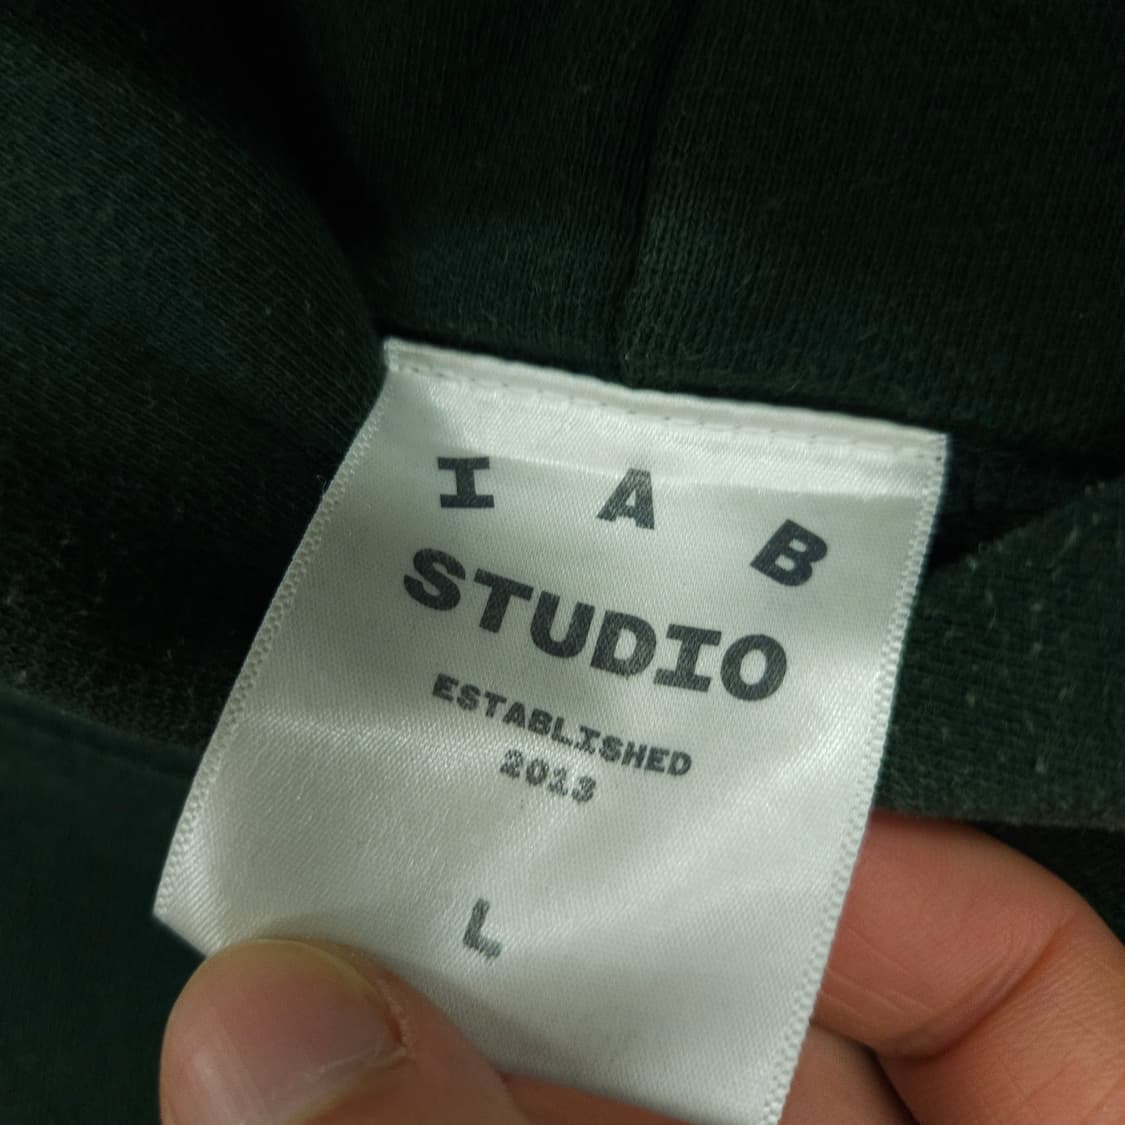 I A B
STUDIO
ESTABLISHED
2013
L